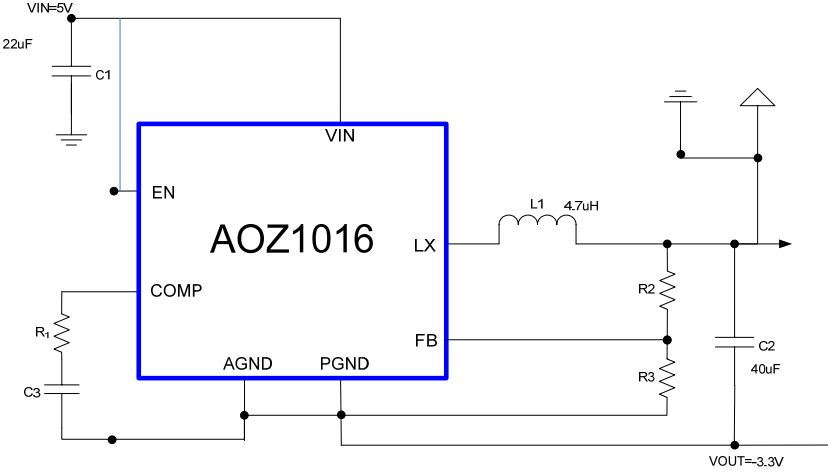 VIN=5V
22uF
C1
VIN
EN
AOZ1016
L1 4.7uH
LX
COMP
R2
R1
FB
C2
AGND PGND
R3
40uF
C3
VOUT=-3.3V